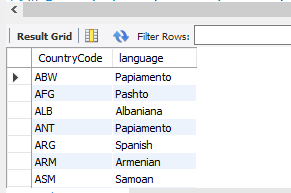 Result Grid Filter Rows:
CountryCode language
ABW Papiamento
AFG Pashto
ALB Albaniana
ANT Papiamento
ARG Spanish
ARM Armenian
ASM Samoan